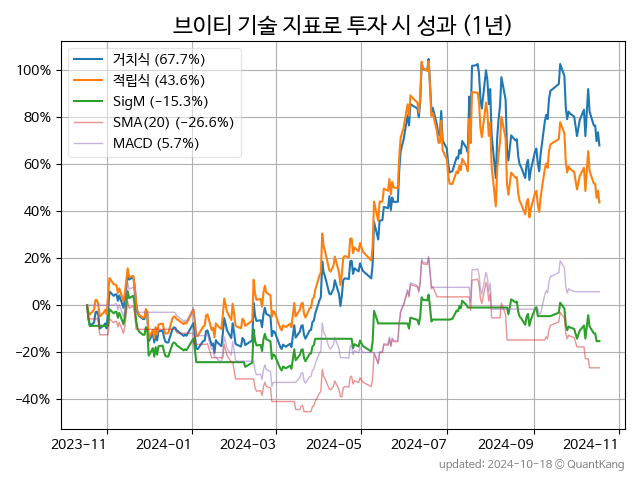 브이티 기술 지표로 투자 시 성과 (1년)
거치식 (67.7%)
적립식 (43.6%)
SigM (−15.3%)
SMA(20) (−26.6%)
MACD (5.7%)
100%
80%
60%
40%
20%
0%
−20%
−40%
2023-11 2024-01 2024-03 2024-05 2024-07 2024-09 2024-11
updated: 2024-10-18 © QuantKang